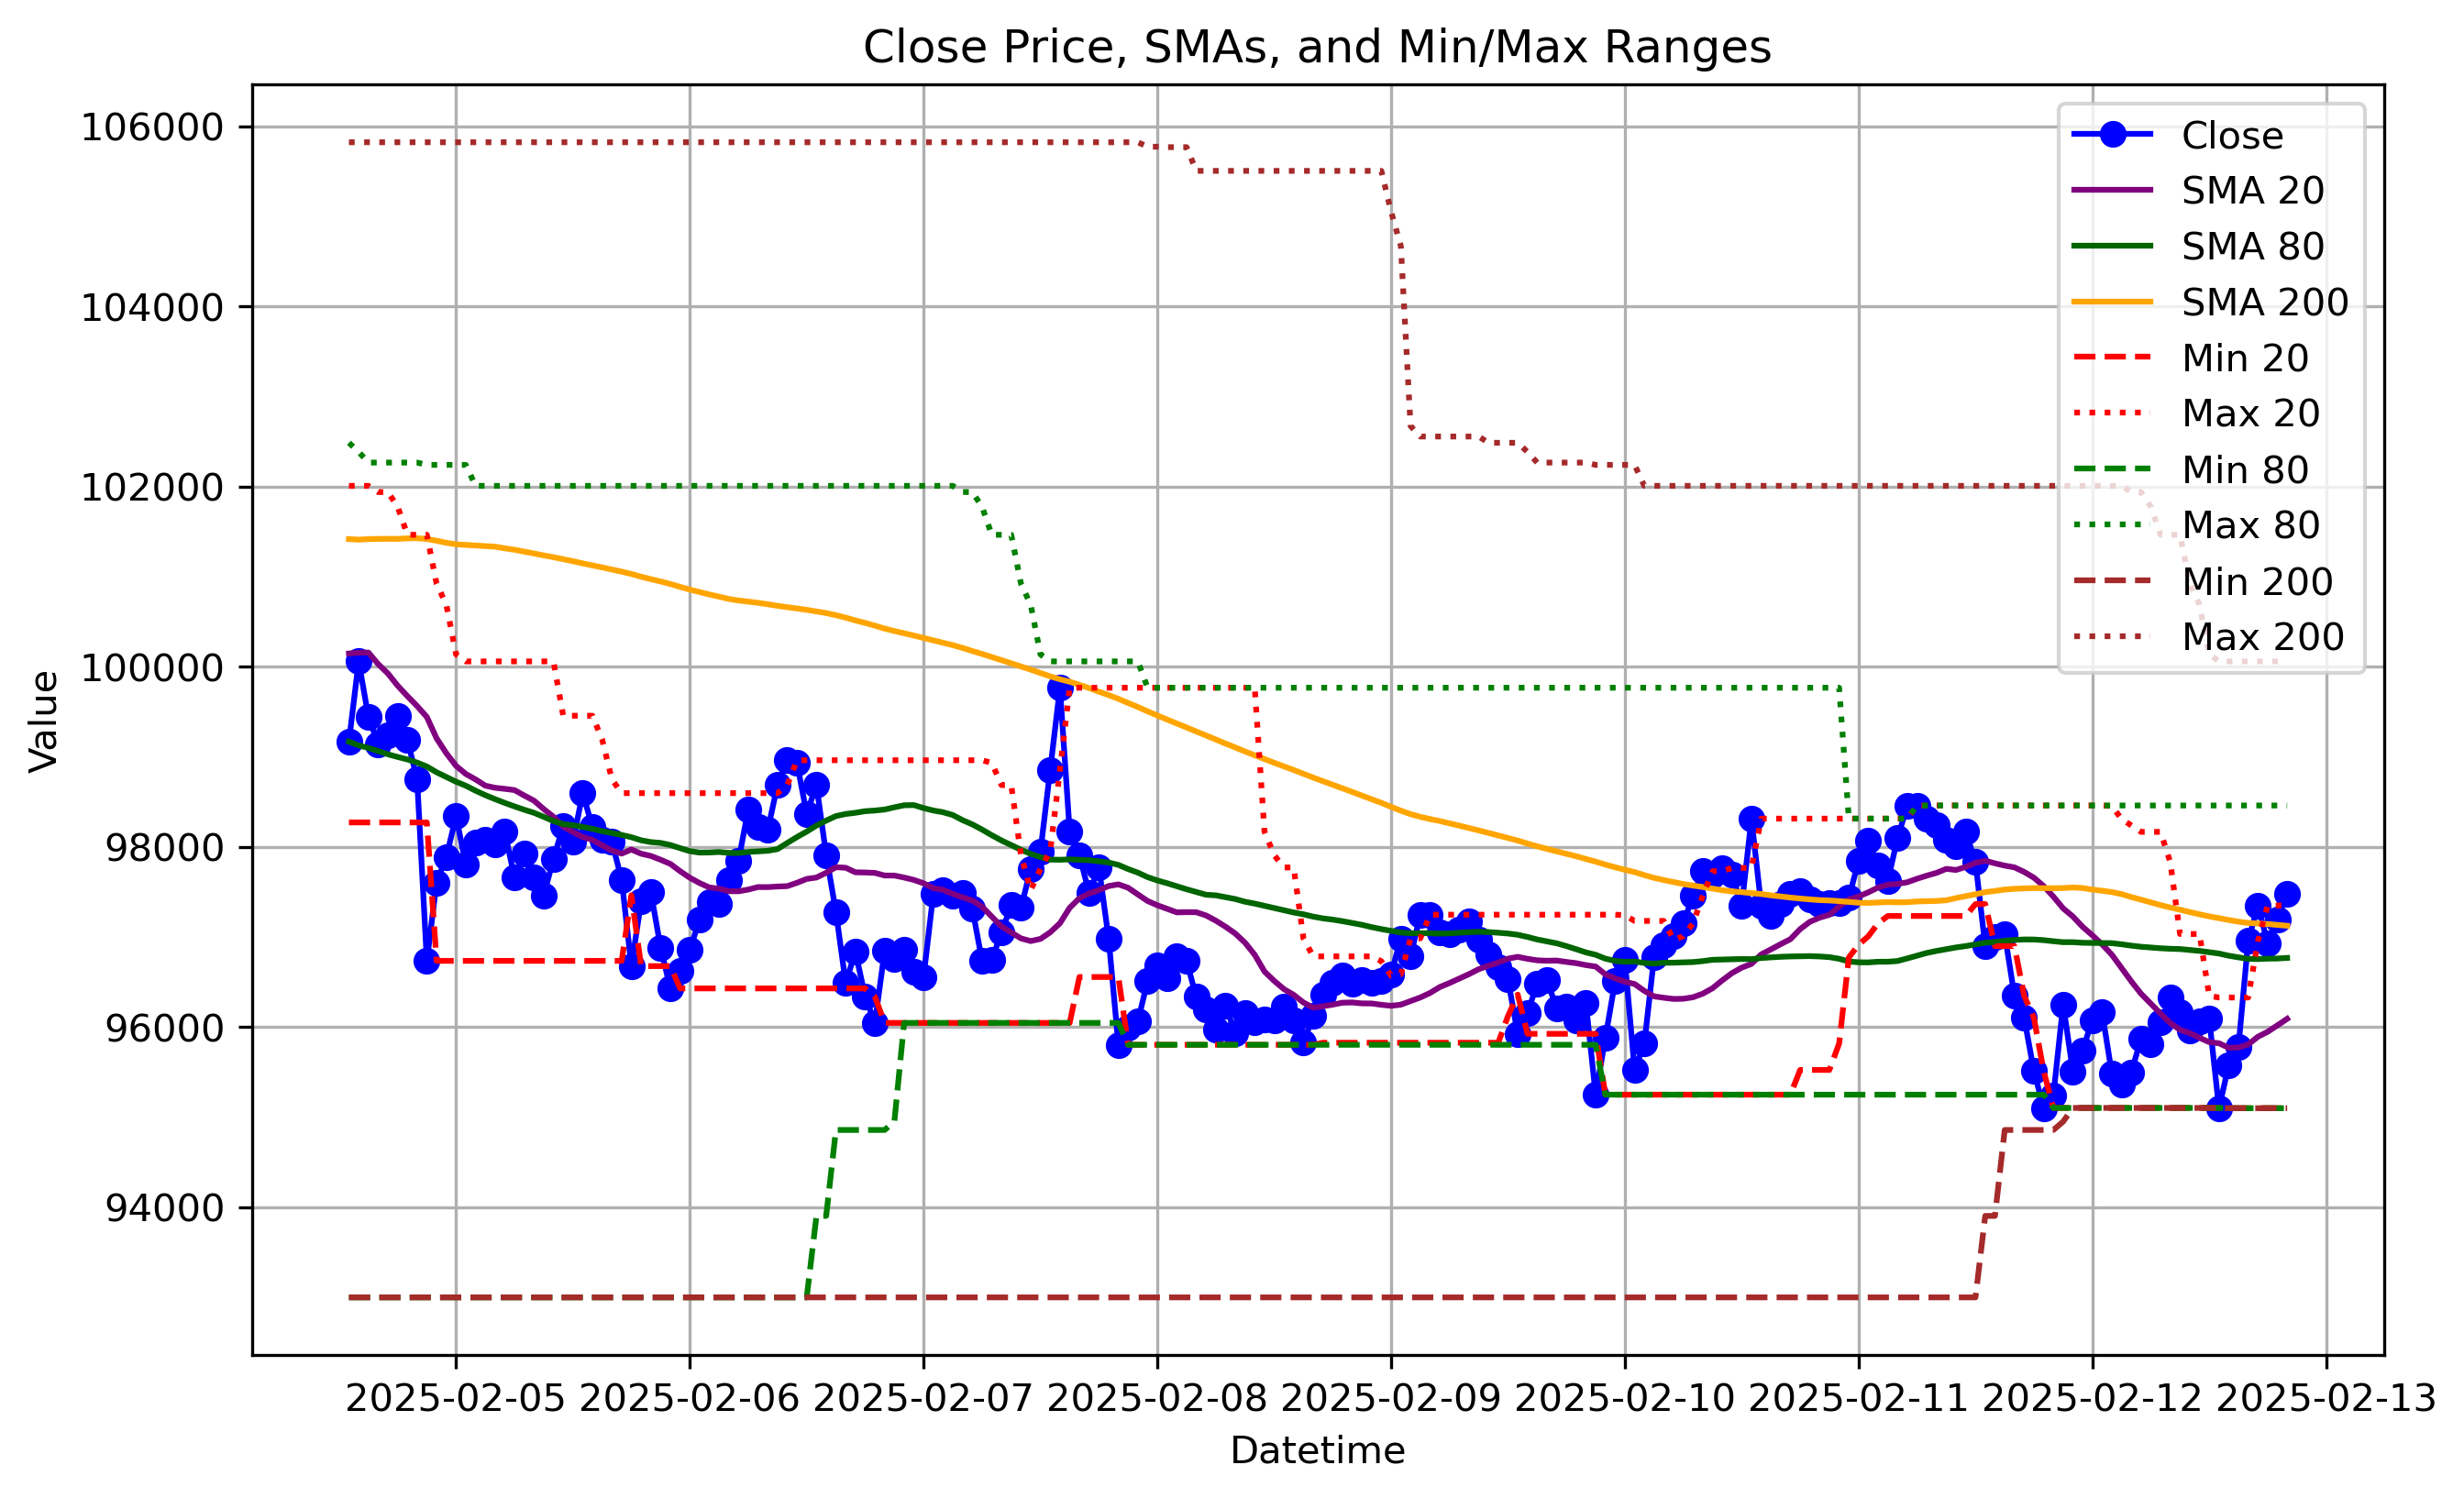 Close Price, SMAs, and Min/Max Ranges
106000
104000
102000
100000
98000
96000
94000
Value
Close
SMA 20
SMA 80
SMA 200
Min 20
Max 20
Min 80
Max 80
Min 200
Max 200
2025-02-05 2025-02-06 2025-02-07 2025-02-08 2025-02-09 2025-02-10 2025-02-11 2025-02-12 2025-02-13
Datetime